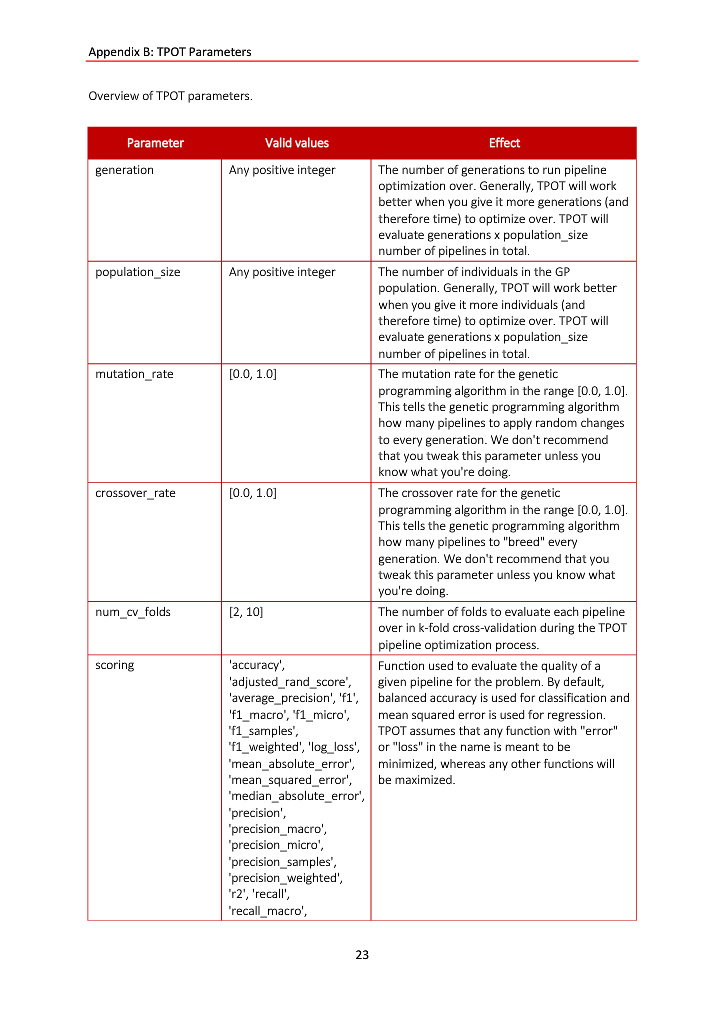 Appendix B: TPOT Parameters
Overview of TPOT parameters.
Parameter
Valid values
Effect
generation
Any positive integer
The number of generations to run pipeline
optimization over. Generally, TPOT will work
better when you give it more generations (and
therefore time) to optimize over. TPOT will
evaluate generations x population_size
number of pipelines in total.
population_size
Any positive integer
The number of individuals in the GP
population. Generally, TPOT will work better
when you give it more individuals (and
therefore time) to optimize over. TPOT will
evaluate generations x population_size
number of pipelines in total.
mutation_rate
[0.0, 1.0]
The mutation rate for the genetic
programming algorithm in the range [0.0, 1.0].
This tells the genetic programming algorithm
how many pipelines to apply random changes
to every generation. We don't recommend
that you tweak this parameter unless you
know what you're doing.
crossover_rate
[0.0, 1.0]
The crossover rate for the genetic
programming algorithm in the range [0.0, 1.0].
This tells the genetic programming algorithm
how many pipelines to "breed" every
generation. We don't recommend that you
tweak this parameter unless you know what
you're doing.
num_cv_folds
[2, 10]
The number of folds to evaluate each pipeline
over in k-fold cross-validation during the TPOT
pipeline optimization process.
scoring
'accuracy',
'adjusted_rand_score',
'average_precision', 'f1',
'f1_macro', 'f1_micro',
'f1_samples',
'f1_weighted', 'log_loss',
'mean_absolute_error',
'mean_squared_error',
'median_absolute_error',
'precision',
'precision_macro',
'precision_micro',
'precision_samples',
'precision_weighted',
'r2', 'recall',
'recall_macro',
Function used to evaluate the quality of a
given pipeline for the problem. By default,
balanced accuracy is used for classification and
mean squared error is used for regression.
TPOT assumes that any function with "error"
or "loss" in the name is meant to be
minimized, whereas any other functions will
be maximized.
23